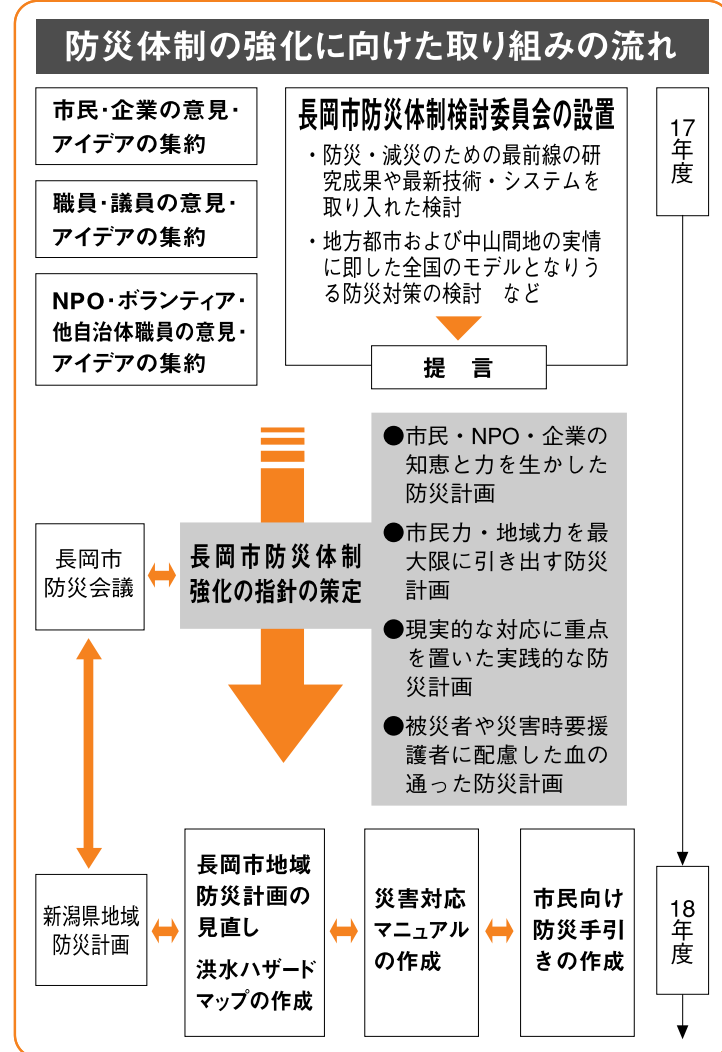 防災体制の強化に向けた取り組みの流れ
市民・企業の意見・
アイデアの集約
職員・議員の意見・
アイデアの集約
NPO・ボランティア・
他自治体職員の意見・
アイデアの集約
長岡市防災体制検討委員会の設置
・防災・減災のための最前線の研
究成果や最新技術・システムを
取り入れた検討
・地方都市および中山間地の実情
に即した全国のモデルとなりう
る防災対策の検討　など
提　言
17年度
長岡市
防災会議
長岡市防災体制
強化の指針の策定
●市民・NPO・企業の
知恵と力を生かした
防災計画
●市民力・地域力を最
大限に引き出す防災
計画
●現実的な対応に重点
を置いた実践的な防
災計画
●被災者や災害時要援
護者に配慮した血の
通った防災計画
新潟県地域
防災計画
長岡市地域
防災計画の
見直し
洪水ハザード
マップの作成
災害対応
マニュアル
の作成
市民向け
防災手引
きの作成
18年度